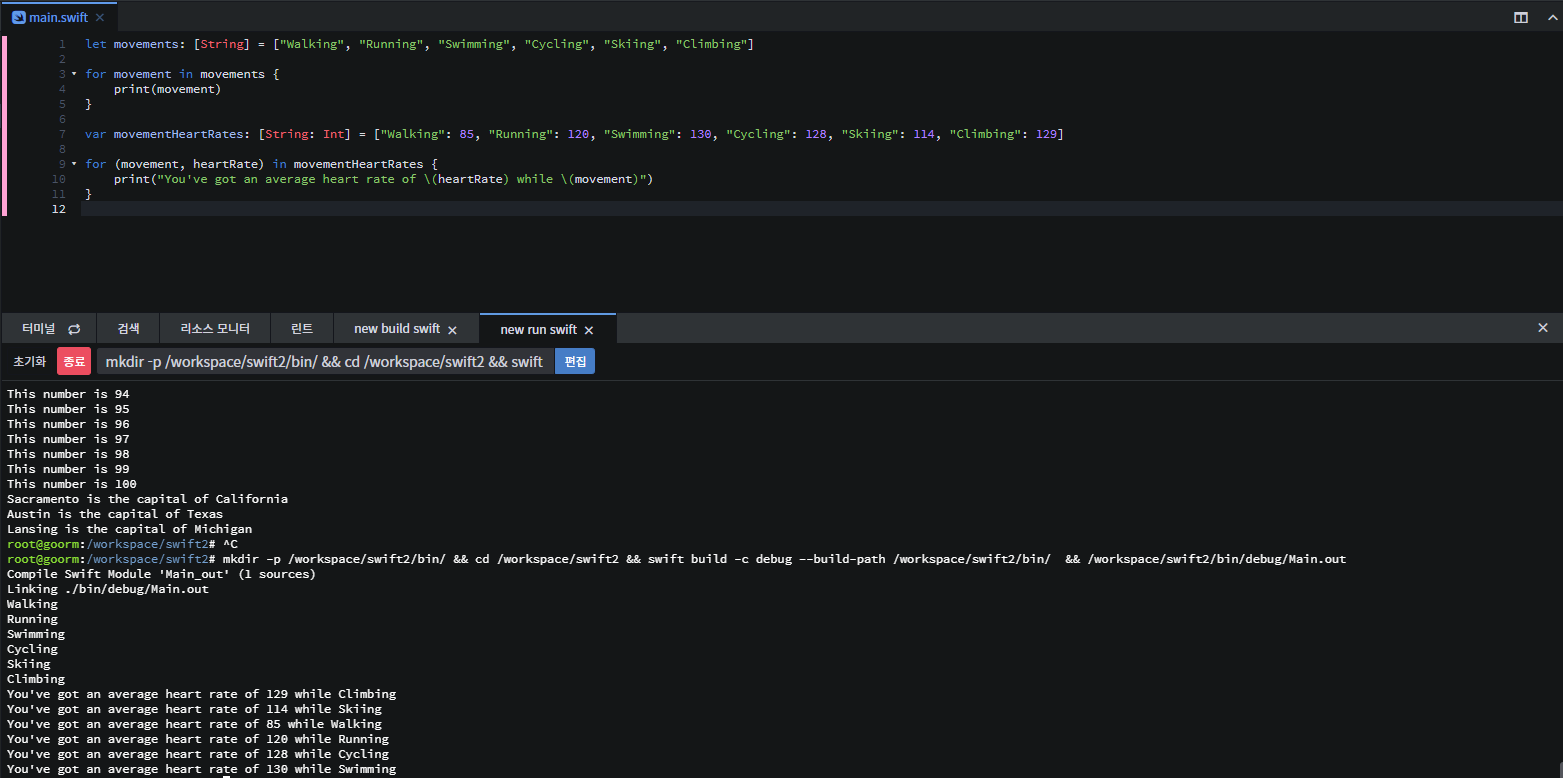 main.swift
1 let movements: [String] = ["Walking", "Running", "Swimming", "Cycling", "Skiing", "Climbing"]
2
3 for movement in movements {
4     print(movement)
5 }
6
7 var movementHeartRates: [String: Int] = ["Walking": 85, "Running": 120, "Swimming": 130, "Cycling": 128, "Skiing": 114, "Climbing": 129]
8
9 for (movement, heartRate) in movementHeartRates {
10     print("You've got an average heart rate of \(heartRate) while \(movement)")
11 }
12
터미널 검색 리소스 모니터 린트 new build swift new run swift
초기화 종료 mkdir -p /workspace/swift2/bin/ && cd /workspace/swift2 && swift 편집
This number is 94
This number is 95
This number is 96
This number is 97
This number is 98
This number is 99
This number is 100
Sacramento is the capital of California
Austin is the capital of Texas
Lansing is the capital of Michigan
root@goorm:/workspace/swift2# ^C
root@goorm:/workspace/swift2# mkdir -p /workspace/swift2/bin/ && cd /workspace/swift2 && swift build -c debug --build-path /workspace/swift2/bin/  && /workspace/swift2/bin/debug/Main.out
Compile Swift Module 'Main_out' (1 sources)
Linking ./bin/debug/Main.out
Walking
Running
Swimming
Cycling
Skiing
Climbing
You've got an average heart rate of 129 while Climbing
You've got an average heart rate of 114 while Skiing
You've got an average heart rate of 85 while Walking
You've got an average heart rate of 120 while Running
You've got an average heart rate of 128 while Cycling
You've got an average heart rate of 130 while Swimming